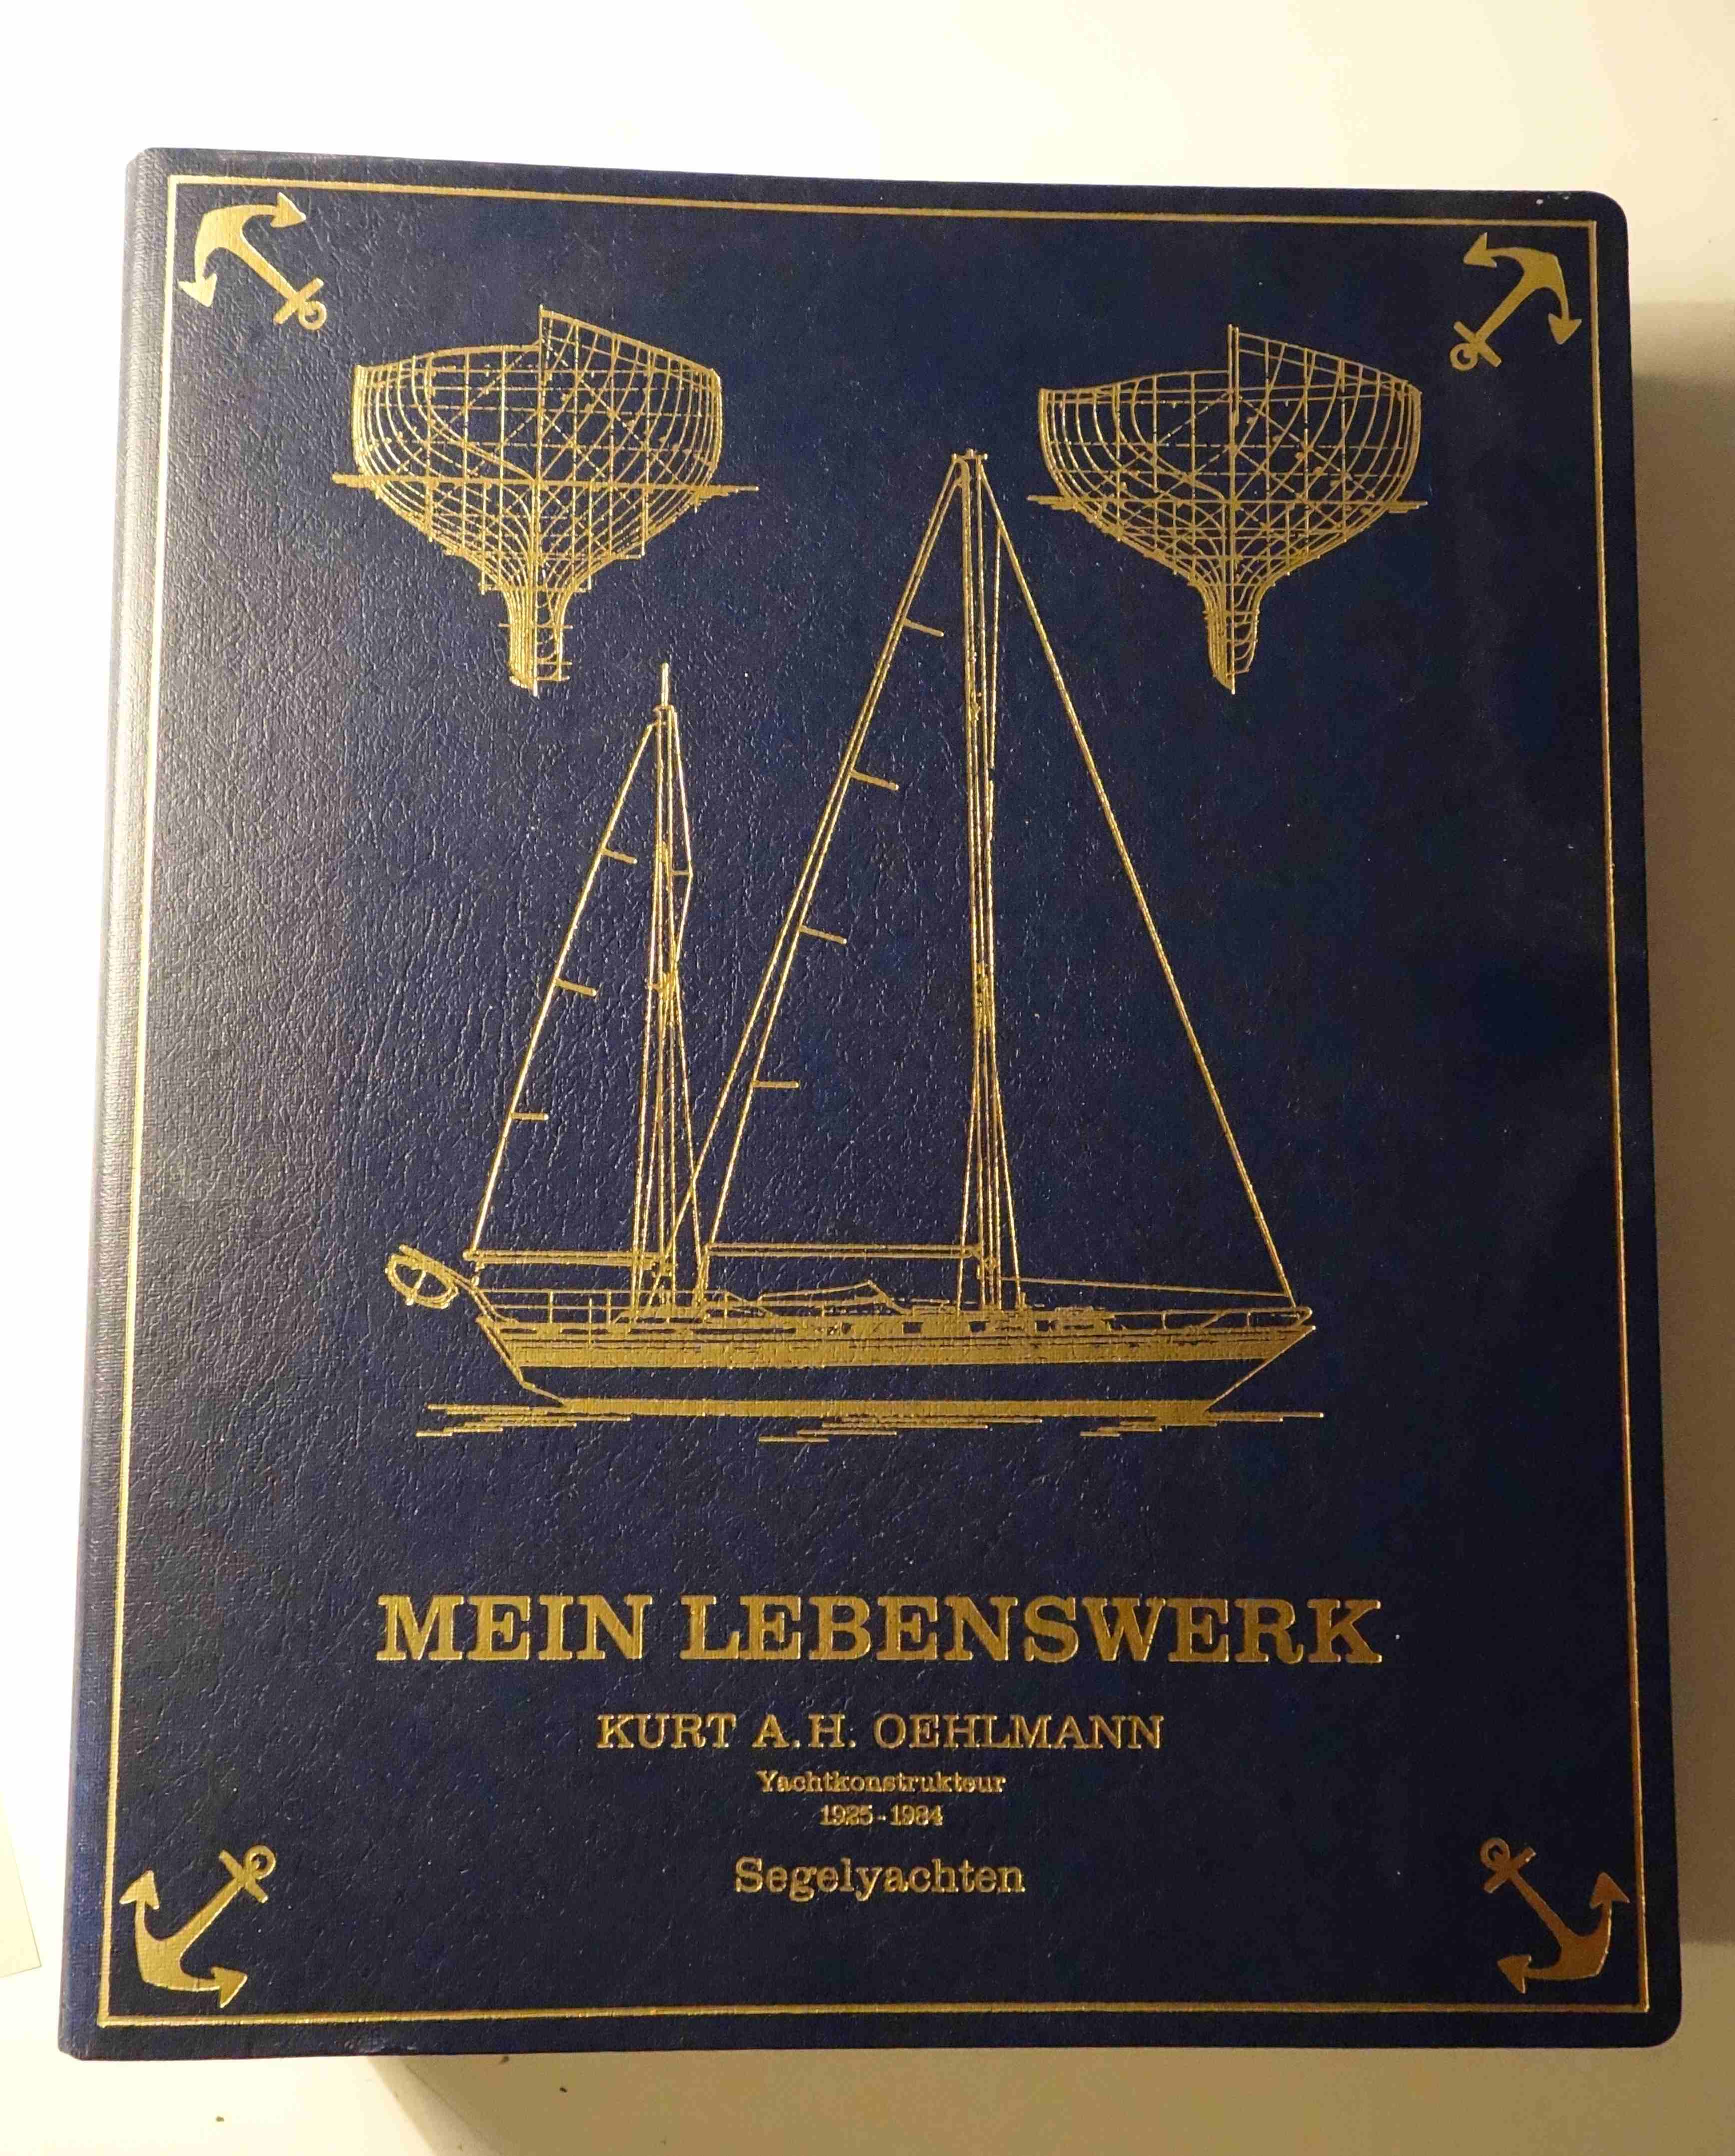 MEIN LEBENSWERK
KURT A. H. OEHLMANN
Yachtkonstrukteur
1925 - 1984
Segelyachten